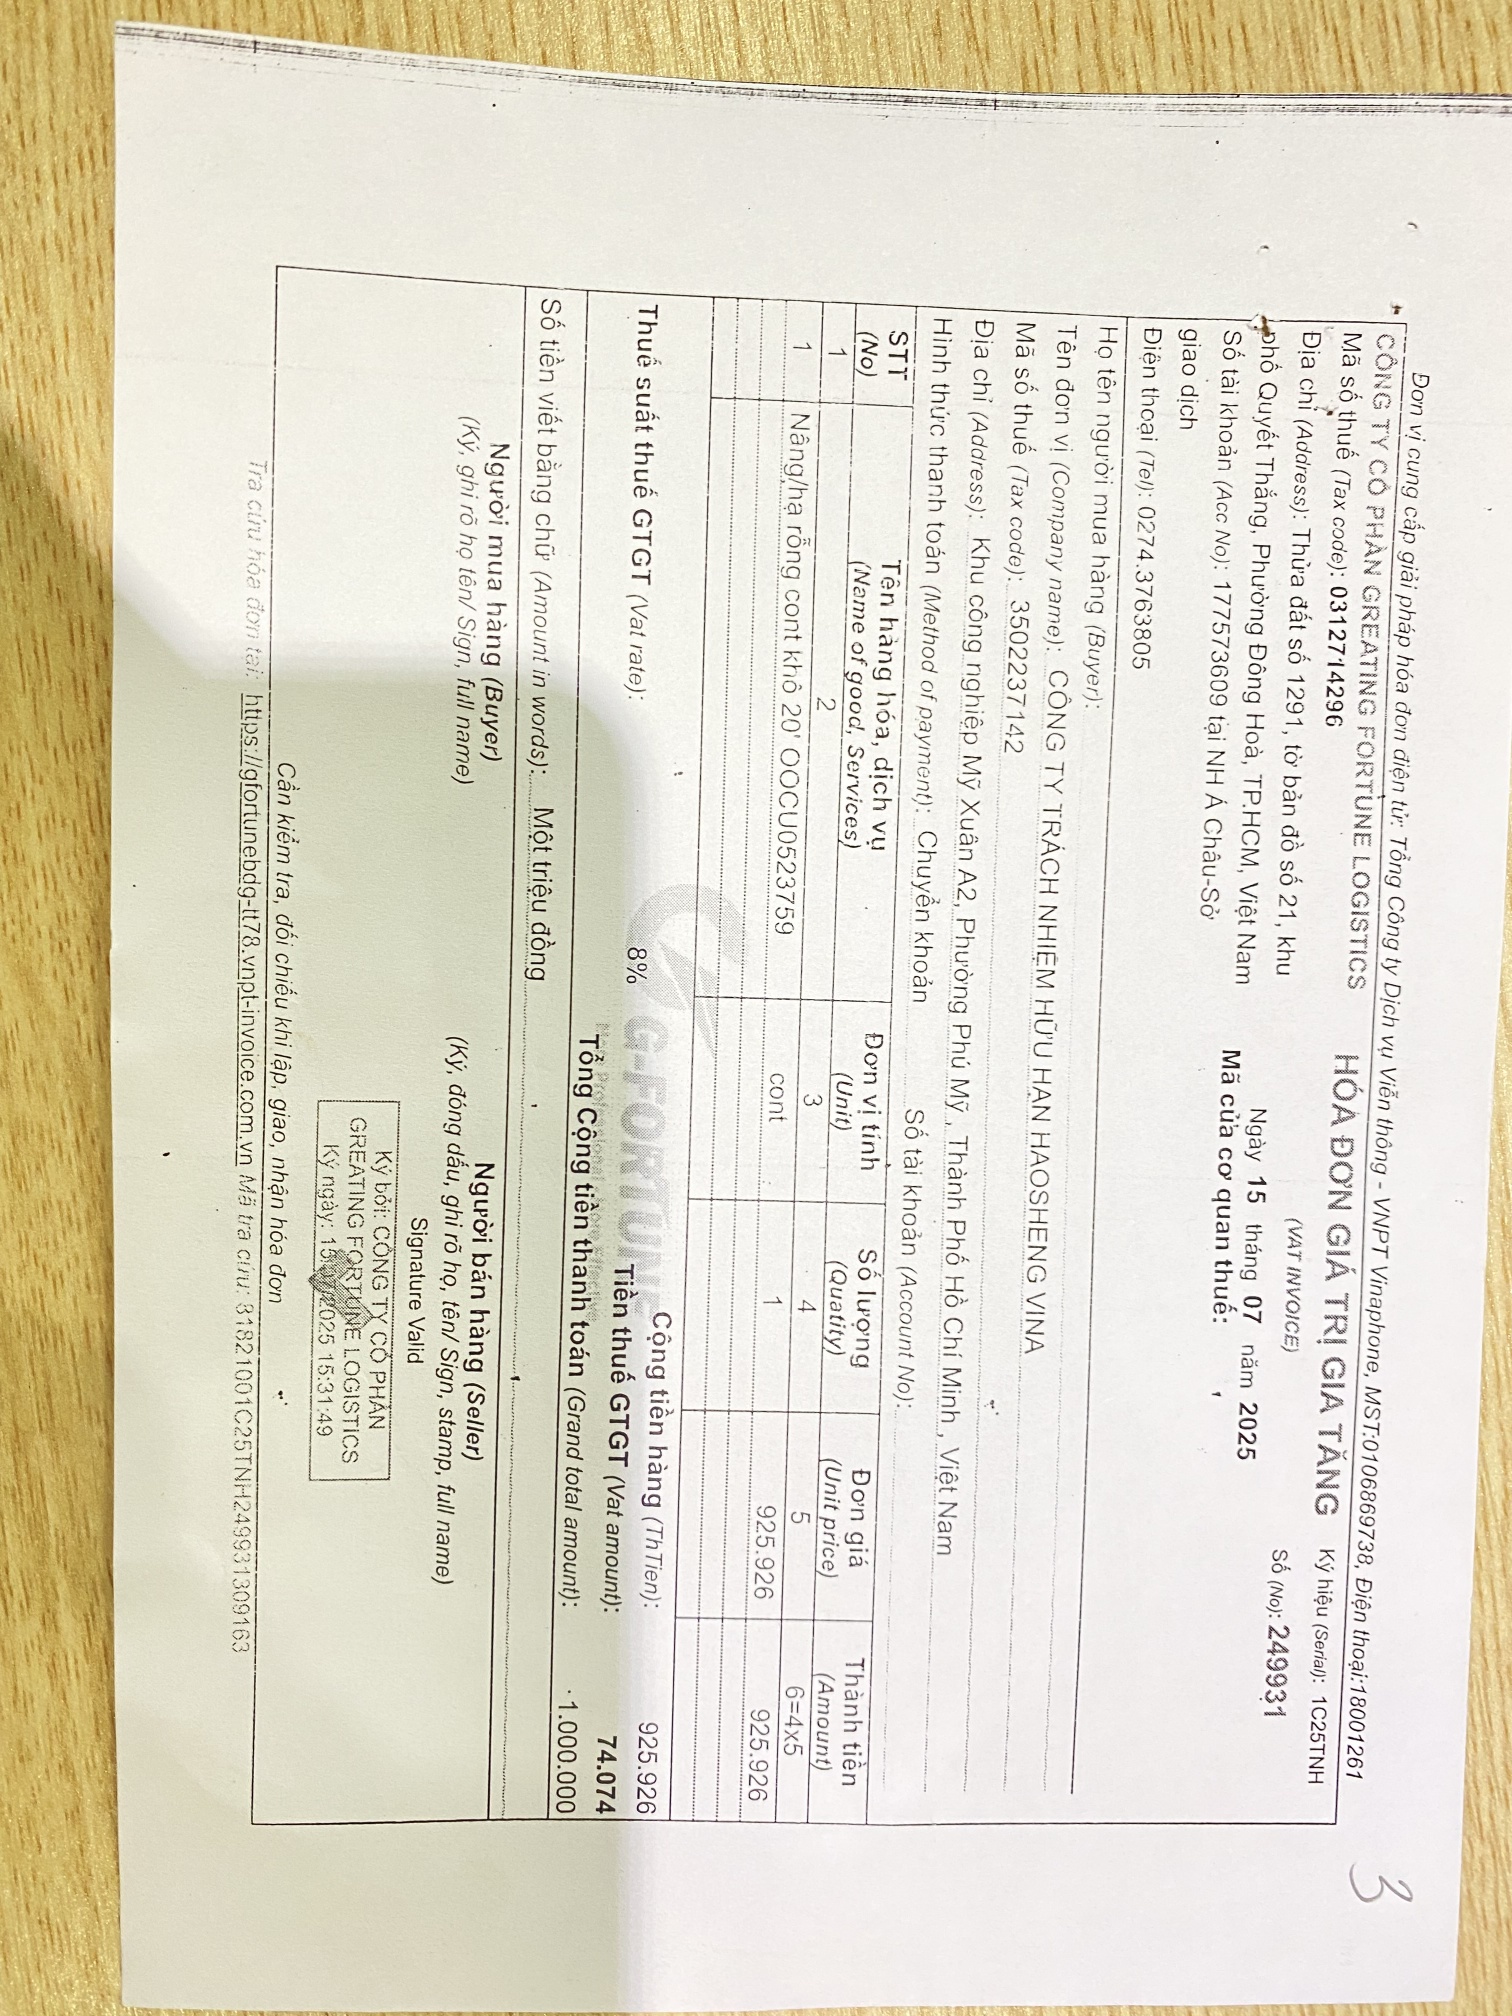 Đơn vị cung cấp giải pháp hóa đơn điện tử: Tổng Công ty Dịch vụ Viễn thông - VNPT Vinaphone, MST:0106869738, Điện thoại:18001261
3
CÔNG TY CỔ PHẦN GREATING FORTUNE LOGISTICS
Mã số thuế (Tax code): 0312714296
Địa chỉ (Address): Thửa đất số 1291, tờ bản đồ số 21, khu
phố Quyết Thắng, Phường Đông Hoà, TP.HCM, Việt Nam
Số tài khoản (Acc No): 177573609 tại NH Á Châu-Sở
giao dịch
Điện thoại (Tel): 0274.3763805
HÓA ĐƠN GIÁ TRỊ GIA TĂNG
(VAT INVOICE)
Ngày 15 tháng 07 năm 2025
Mã của cơ quan thuế:
Ký hiệu (Serial): 1C25TNH
Số (No): 249931
Họ tên người mua hàng (Buyer):
Tên đơn vị (Company name): CÔNG TY TRÁCH NHIỆM HỮU HẠN HAOSHENG VINA
Mã số thuế (Tax code): 3502237142
Địa chỉ (Address): Khu công nghiệp Mỹ Xuân A2, Phường Phú Mỹ , Thành Phố Hồ Chí Minh , Việt Nam
Hình thức thanh toán (Method of payment): Chuyển khoản Số tài khoản (Account No):
STT Tên hàng hóa, dịch vụ Đơn vị tính Số lượng Đơn giá Thành tiền
(No) (Name of good, Services) (Unit) (Quatity) (Unit price) (Amount)
1 2 3 4 5 6=4x5
1 Nâng/hạ rỗng cont khô 20' OOCU0523759 cont 1 925.926 925.926
G-FORTUNE
Cộng tiền hàng (ThTien): 925.926
Thuế suất thuế GTGT (Vat rate): 8% Tiền thuế GTGT (Vat amount): 74.074
Tổng Cộng tiền thanh toán (Grand total amount): 1.000.000
Số tiền viết bằng chữ (Amount in words): Một triệu đồng
Người mua hàng (Buyer) Người bán hàng (Seller)
(Ký, ghi rõ họ tên/ Sign, full name) (Ký, đóng dấu, ghi rõ họ, tên/ Sign, stamp, full name)
Signature Valid
Ký bởi: CÔNG TY CỔ PHẦN
GREATING FORTUNE LOGISTICS
Ký ngày: 15/07/2025 15:31:49
Cần kiểm tra, đối chiếu khi lập, giao, nhận hóa đơn
Tra cứu hóa đơn tại: https://gfortunebdg-tt78.vnpt-invoice.com.vn Mã tra cứu: 31821001C25TNH249931309163